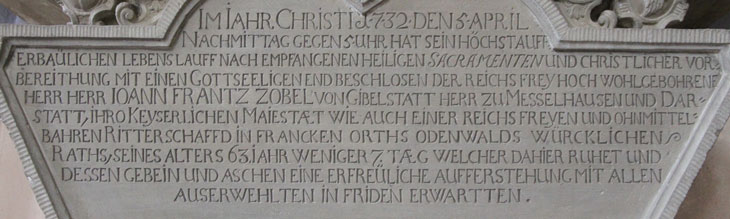 IM IAHR CHRISTI 1732 · DEN 5 APRIL
NACHMITTAG GEGEN 5 UHR HAT SEIN HÖCHST AUFF
ERBAŬLICHEN LEBENS LAUFF NACH EMPFANGENEN HEILIGEN SACRAMENTEN UND CHRISTLICHER VOR
BEREITHUNG MIT EINEN GOTTSEELIGEN END BESCHLOSEN DER REICHS FREY HOCH WOHLGEBOHRENE
HERR HERR IOANN FRANTZ ZOBEL VON GIBELSTATT HERR ZU MESSELHAUSEN UND DAR-
STATT, IHRO KEYSERLICHEN MAIESTÆT WIE AUCH EINER REICHS FREYEN UND OHNMITTEL-
BAHREN RITTERSCHAFFD IN FRANCKEN ORTHS ODENWALDS WÜRCKLICHEN
RATHS, SEINES ALTERS 63 IAHR WENIGER 7 TÆG WELCHER DAHIER RUHET UND
DESSEN GEBEIN UND ASCHEN EINE ERFREÜLICHE AUFFERSTEHUNG MIT ALLEN
AUSERWEHLTEN IN FRIDEN ERWARTTEN .